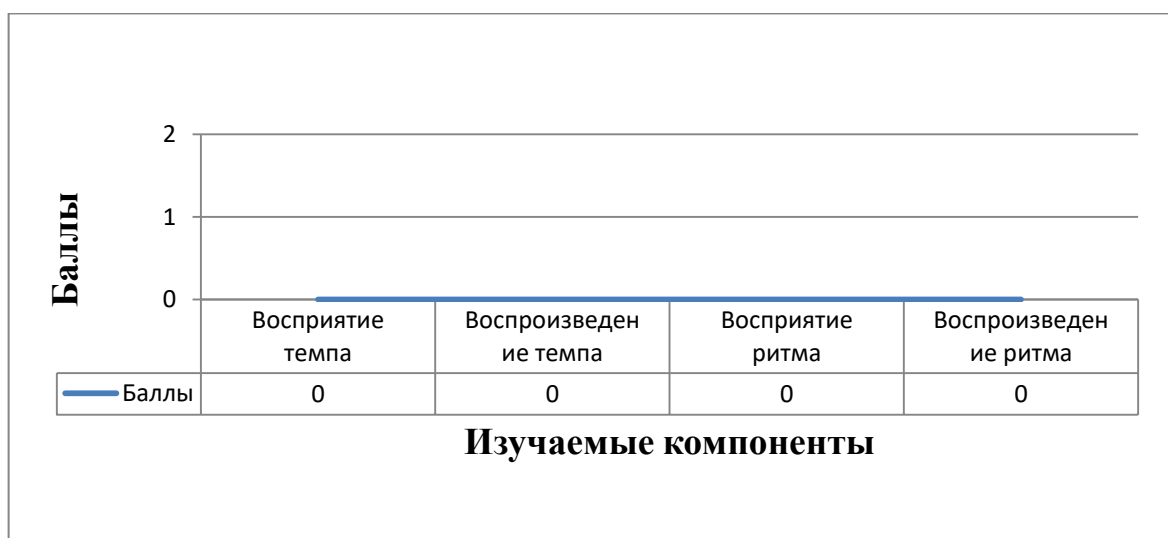 Баллы
2
1
0
Восприятие
темпа
Воспроизведен
ие темпа
Восприятие
ритма
Воспроизведен
ие ритма
Баллы 0 0 0 0
Изучаемые компоненты